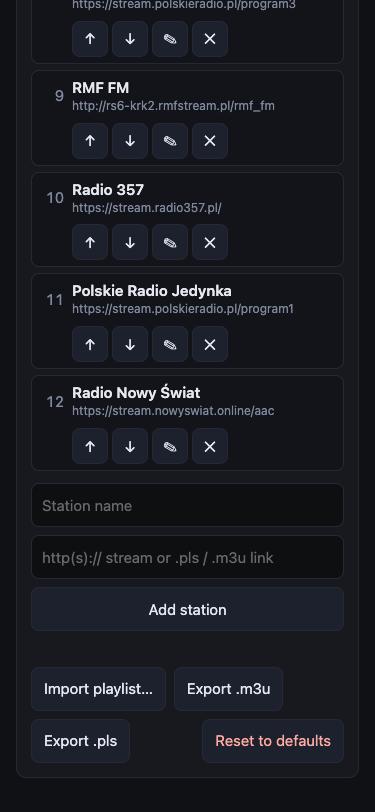 https://stream.polskieradio.pl/program3
↑ ↓ ✎ ✕
9 RMF FM
http://rs6-krk2.rmfstream.pl/rmf_fm
↑ ↓ ✎ ✕
10 Radio 357
https://stream.radio357.pl/
↑ ↓ ✎ ✕
11 Polskie Radio Jedynka
https://stream.polskieradio.pl/program1
↑ ↓ ✎ ✕
12 Radio Nowy Świat
https://stream.nowyswiat.online/aac
↑ ↓ ✎ ✕
Station name
http(s):// stream or .pls / .m3u link
Add station
Import playlist... Export .m3u
Export .pls Reset to defaults